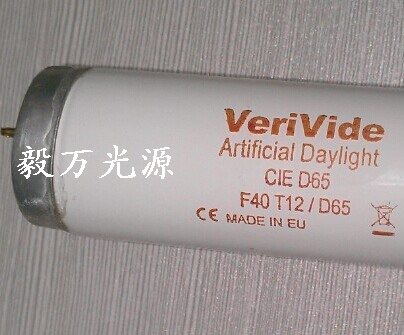 VeriVide
Artificial Daylight
CIE D65
F40 T12 / D65
CE MADE IN EU
毅万光源